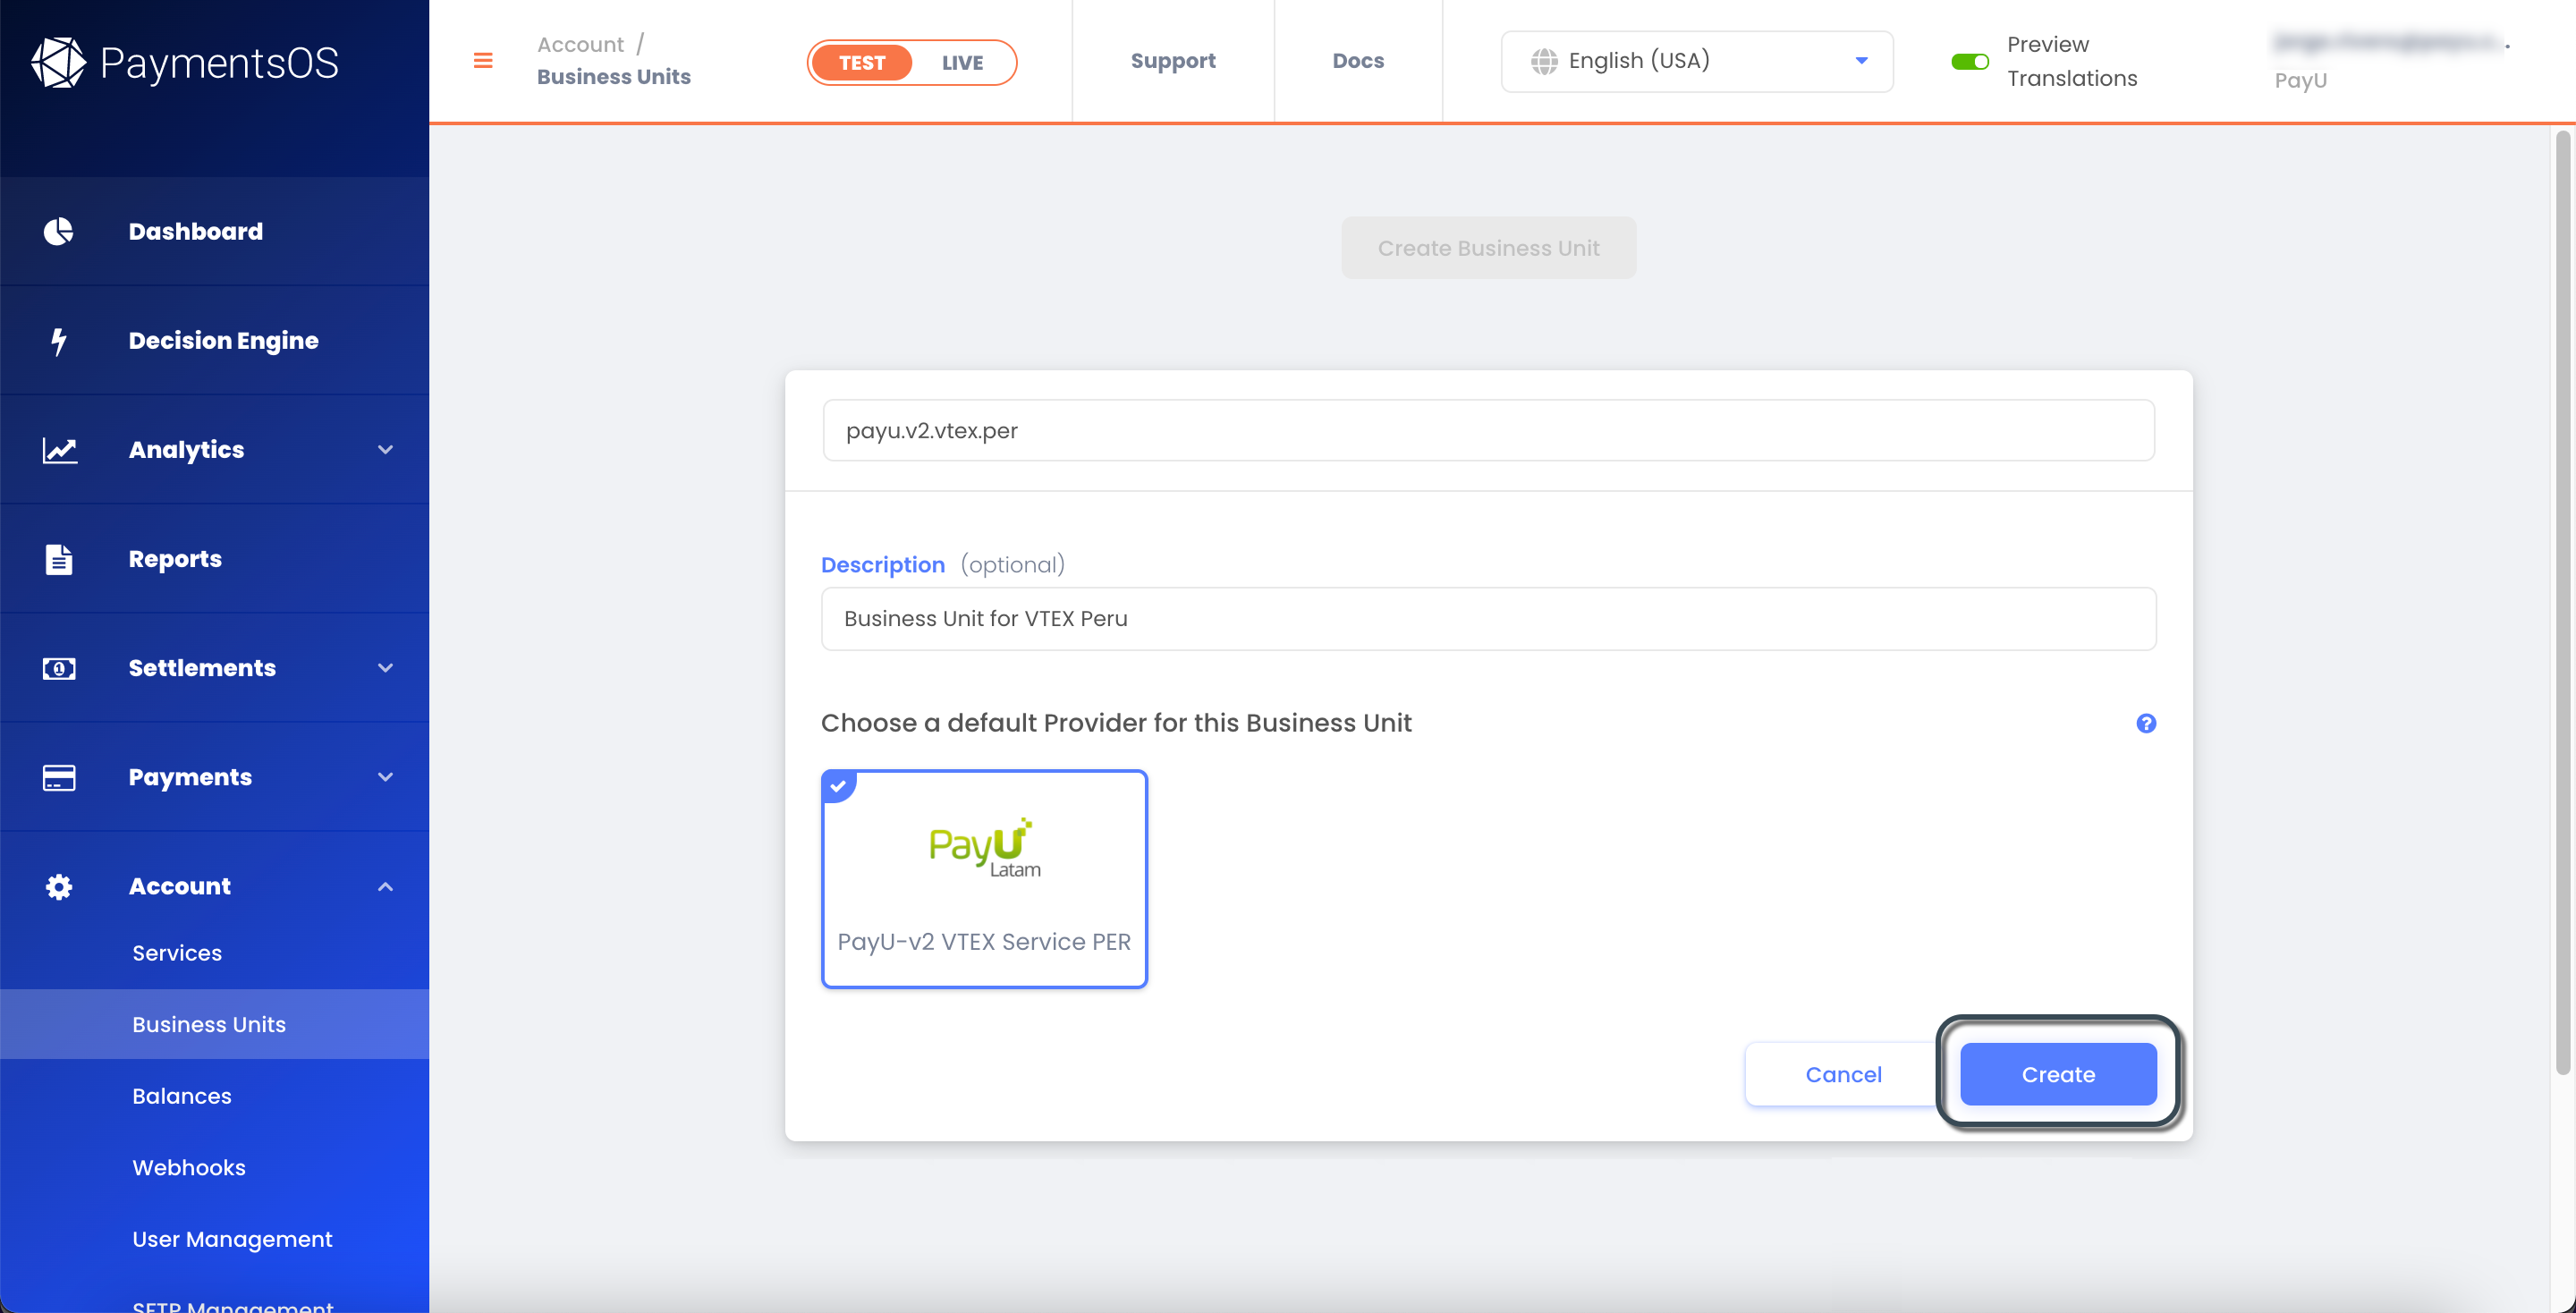 PaymentsOS
Dashboard
Decision Engine
Analytics
Reports
Settlements
Payments
Account
Services
Business Units
Balances
Webhooks
User Management
SFTP Management
Account /
Business Units
TEST LIVE
Support
Docs
English (USA)
Preview
Translations
PayU
Create Business Unit
payu.v2.vtex.per
Description (optional)
Business Unit for VTEX Peru
Choose a default Provider for this Business Unit
?
PayU
Latam
PayU-v2 VTEX Service PER
Cancel
Create